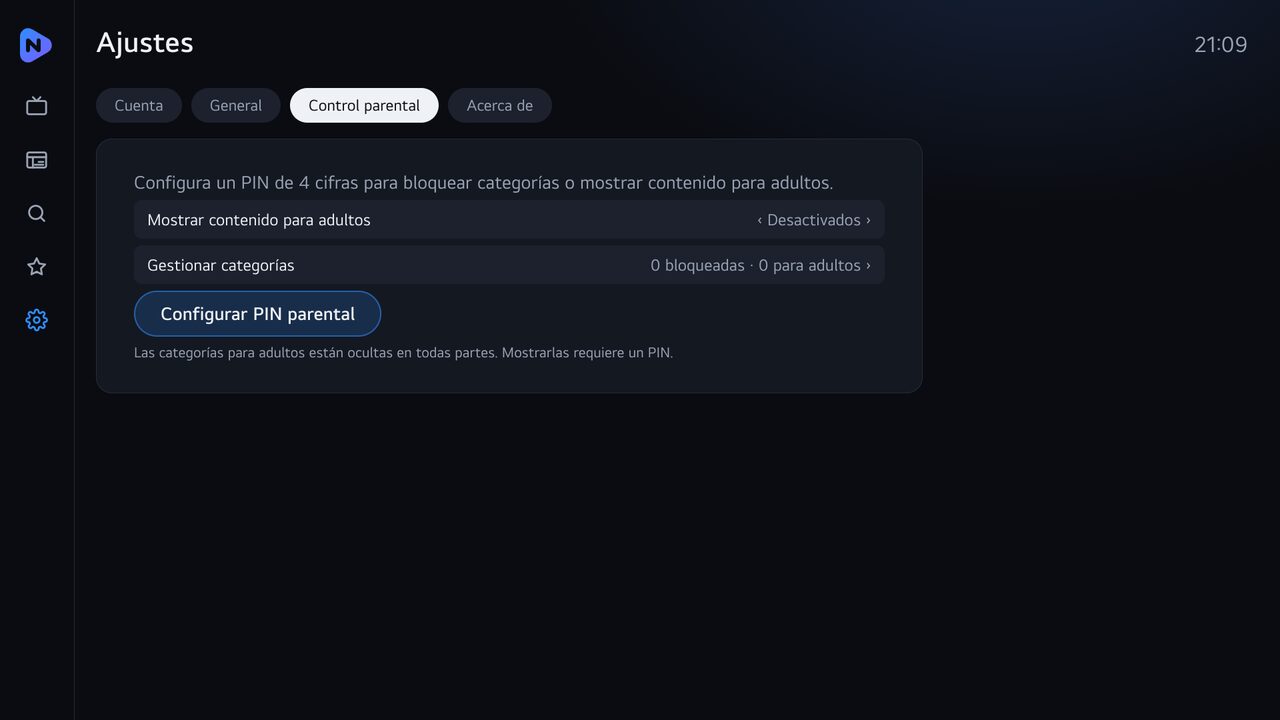 Ajustes
21:09
Cuenta
General
Control parental
Acerca de
Configura un PIN de 4 cifras para bloquear categorías o mostrar contenido para adultos.
Mostrar contenido para adultos
‹ Desactivados ›
Gestionar categorías
0 bloqueadas · 0 para adultos ›
Configurar PIN parental
Las categorías para adultos están ocultas en todas partes. Mostrarlas requiere un PIN.